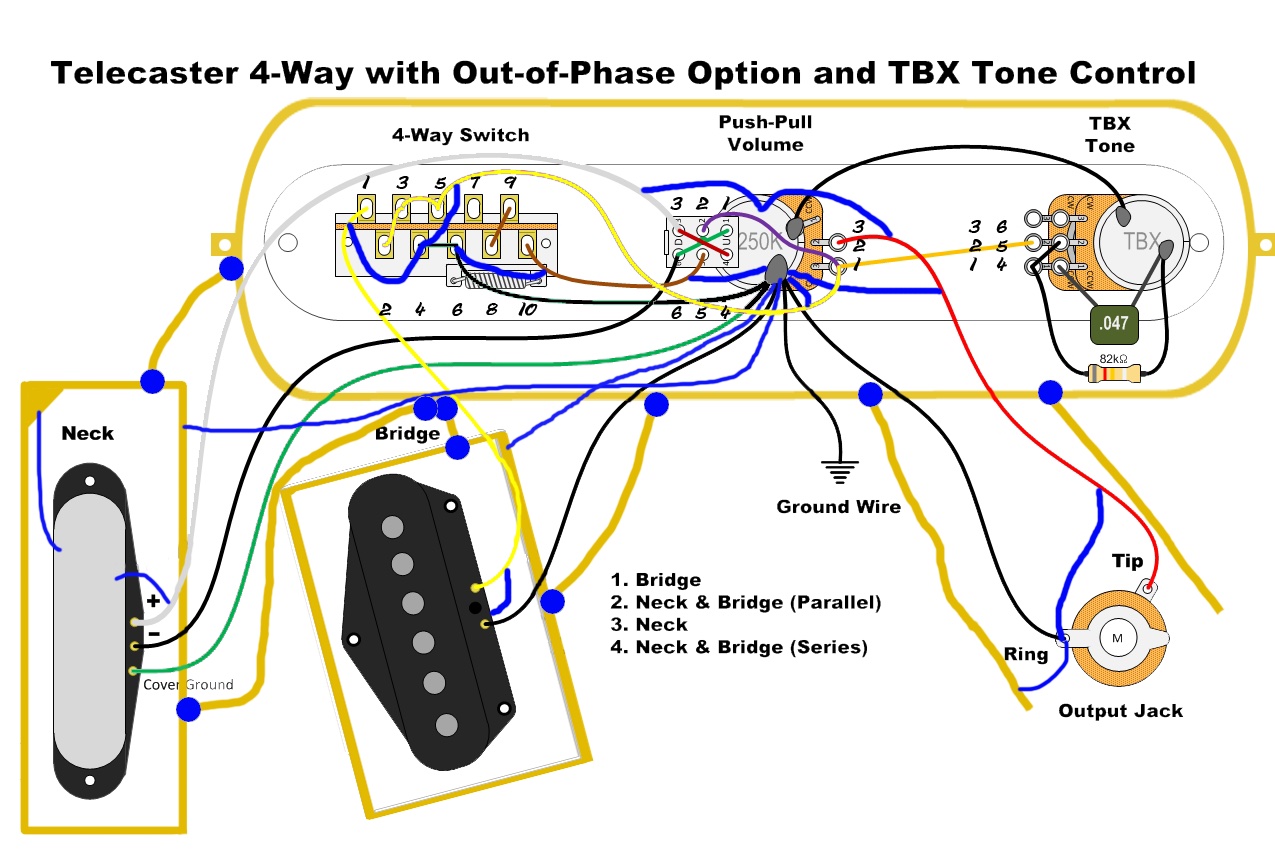 Telecaster 4-Way with Out-of-Phase Option and TBX Tone Control
4-Way Switch
Push-Pull
Volume
TBX
Tone
1 3 5 7 9
2 4 6 8 10
3 2 1
6 5 4
250K
3
2
1
3 6
2 5
1 4
CW
CW
CCW
TBX
.047
82kΩ
Neck
Bridge
+
−
Cover Ground
Ground Wire
1. Bridge
2. Neck & Bridge (Parallel)
3. Neck
4. Neck & Bridge (Series)
Tip
Ring
M
Output Jack